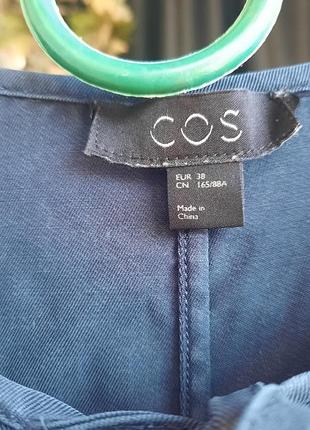 COS
EUR 38
CN 165/88A
Made in
China